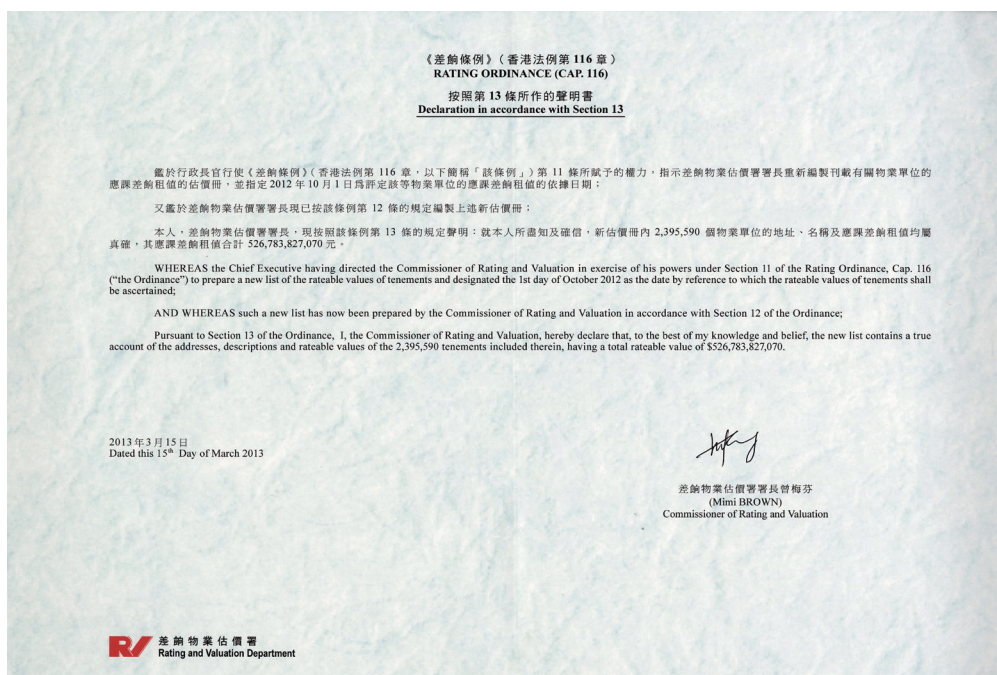 《差餉條例》（香港法例第 116 章）
RATING ORDINANCE (CAP. 116)
按照第 13 條所作的聲明書
Declaration in accordance with Section 13
鑑於行政長官行使《差餉條例》（香港法例第 116 章，以下簡稱「該條例」）第 11 條所賦予的權力，指示差餉物業估價署署長重新編製刊載有關物業單位的
應課差餉租值的估價冊，並指定 2012 年 10 月 1 日爲評定該等物業單位的應課差餉租值的依據日期；
又鑑於差餉物業估價署署長現已按該條例第 12 條的規定編製上述新估價冊；
本人，差餉物業估價署署長，現按照該條例第 13 條的規定聲明：就本人所盡知及確信，新估價冊內 2,395,590 個物業單位的地址、名稱及應課差餉租值均屬
真確，其應課差餉租值合計 526,783,827,070 元。
WHEREAS the Chief Executive having directed the Commissioner of Rating and Valuation in exercise of his powers under Section 11 of the Rating Ordinance, Cap. 116
(“the Ordinance”) to prepare a new list of the rateable values of tenements and designated the 1st day of October 2012 as the date by reference to which the rateable values of tenements shall
be ascertained;
AND WHEREAS such a new list has now been prepared by the Commissioner of Rating and Valuation in accordance with Section 12 of the Ordinance;
Pursuant to Section 13 of the Ordinance, I, the Commissioner of Rating and Valuation, hereby declare that, to the best of my knowledge and belief, the new list contains a true
account of the addresses, descriptions and rateable values of the 2,395,590 tenements included therein, having a total rateable value of $526,783,827,070.
2013 年 3 月 15 日
Dated this 15th Day of March 2013
差餉物業估價署署長曾梅芬
(Mimi BROWN)
Commissioner of Rating and Valuation
RV 差餉物業估價署
Rating and Valuation Department